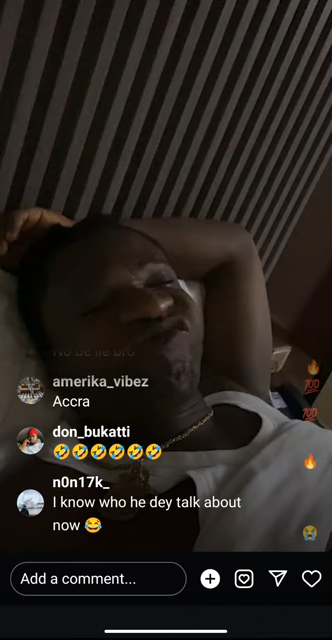 No be lie bro
amerika_vibez
Accra
don_bukatti
🤣🤣🤣🤣🤣🤣
n0n17k_
I know who he dey talk about
now 😂
💯
💯
Add a comment...